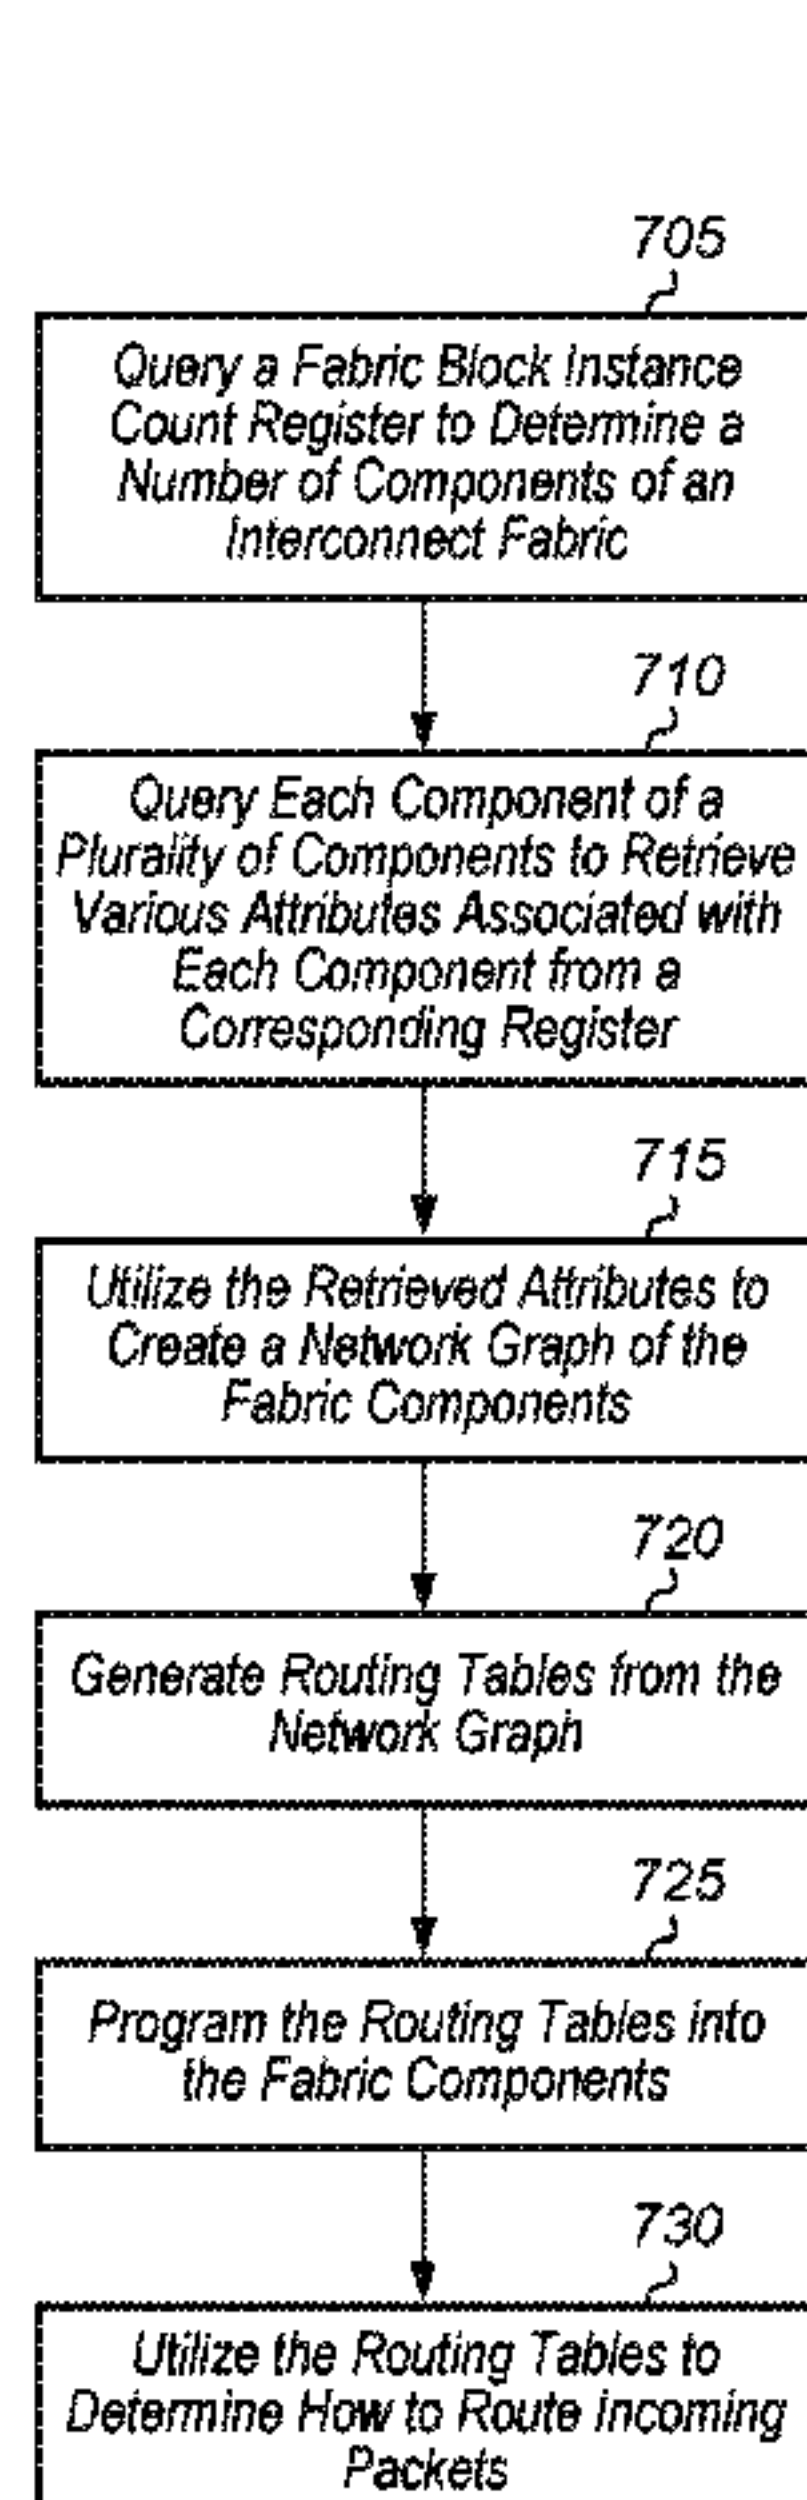 705
Query a Fabric Block Instance
Count Register to Determine a
Number of Components of an
Interconnect Fabric
710
Query Each Component of a
Plurality of Components to Retrieve
Various Attributes Associated with
Each Component from a
Corresponding Register
715
Utilize the Retrieved Attributes to
Create a Network Graph of the
Fabric Components
720
Generate Routing Tables from the
Network Graph
725
Program the Routing Tables into
the Fabric Components
730
Utilize the Routing Tables to
Determine How to Route Incoming
Packets